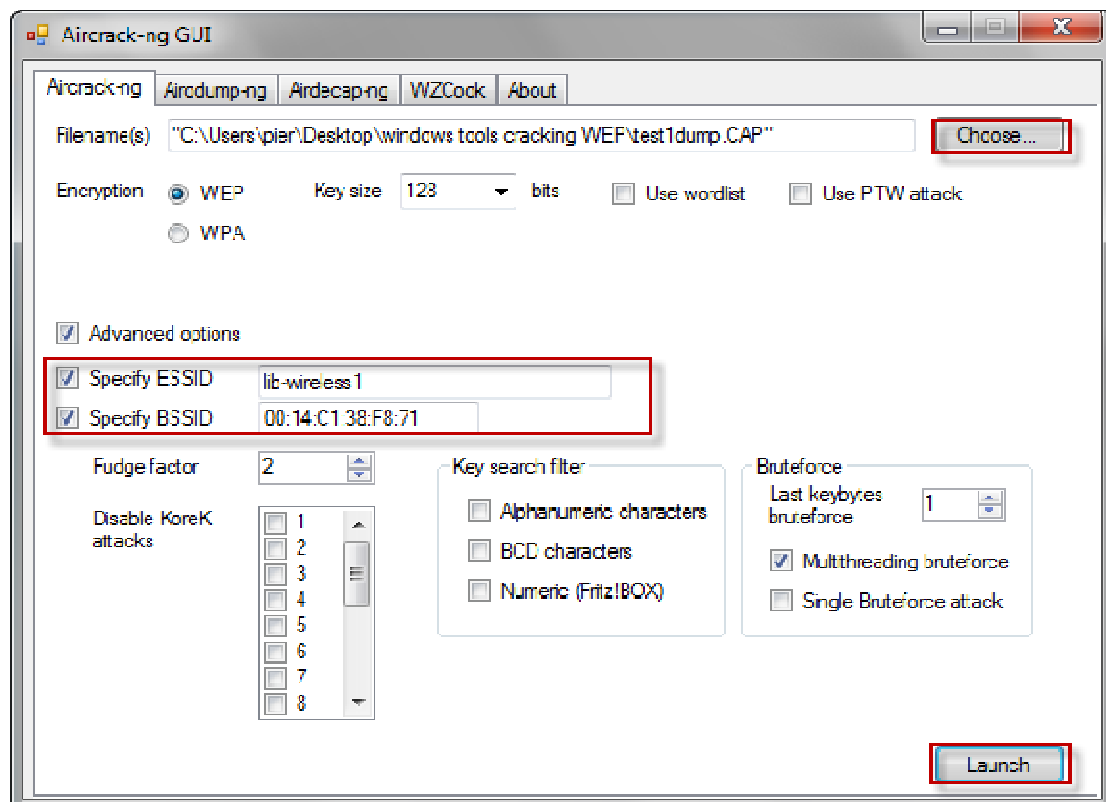 Aircrack-ng GUI
Aircrack-ng Airodump-ng Airdecap-ng WZCook About
Filename(s) "C:\Users\pier\Desktop\windows tools cracking WEP\test1dump.CAP" Choose...
Encryption WEP Key size 128 bits Use wordlist Use PTW attack
WPA
Advanced options
Specify ESSID lib-wireless1
Specify BSSID 00:14:C1:38:F8:71
Fudge factor 2
Disable KoreK attacks
1
2
3
4
5
6
7
8
Key search filter
Alphanumeric characters
BCD characters
Numeric (Fritz!BOX)
Bruteforce
Last keybytes
bruteforce 1
Multithreading bruteforce
Single Bruteforce attack
Launch